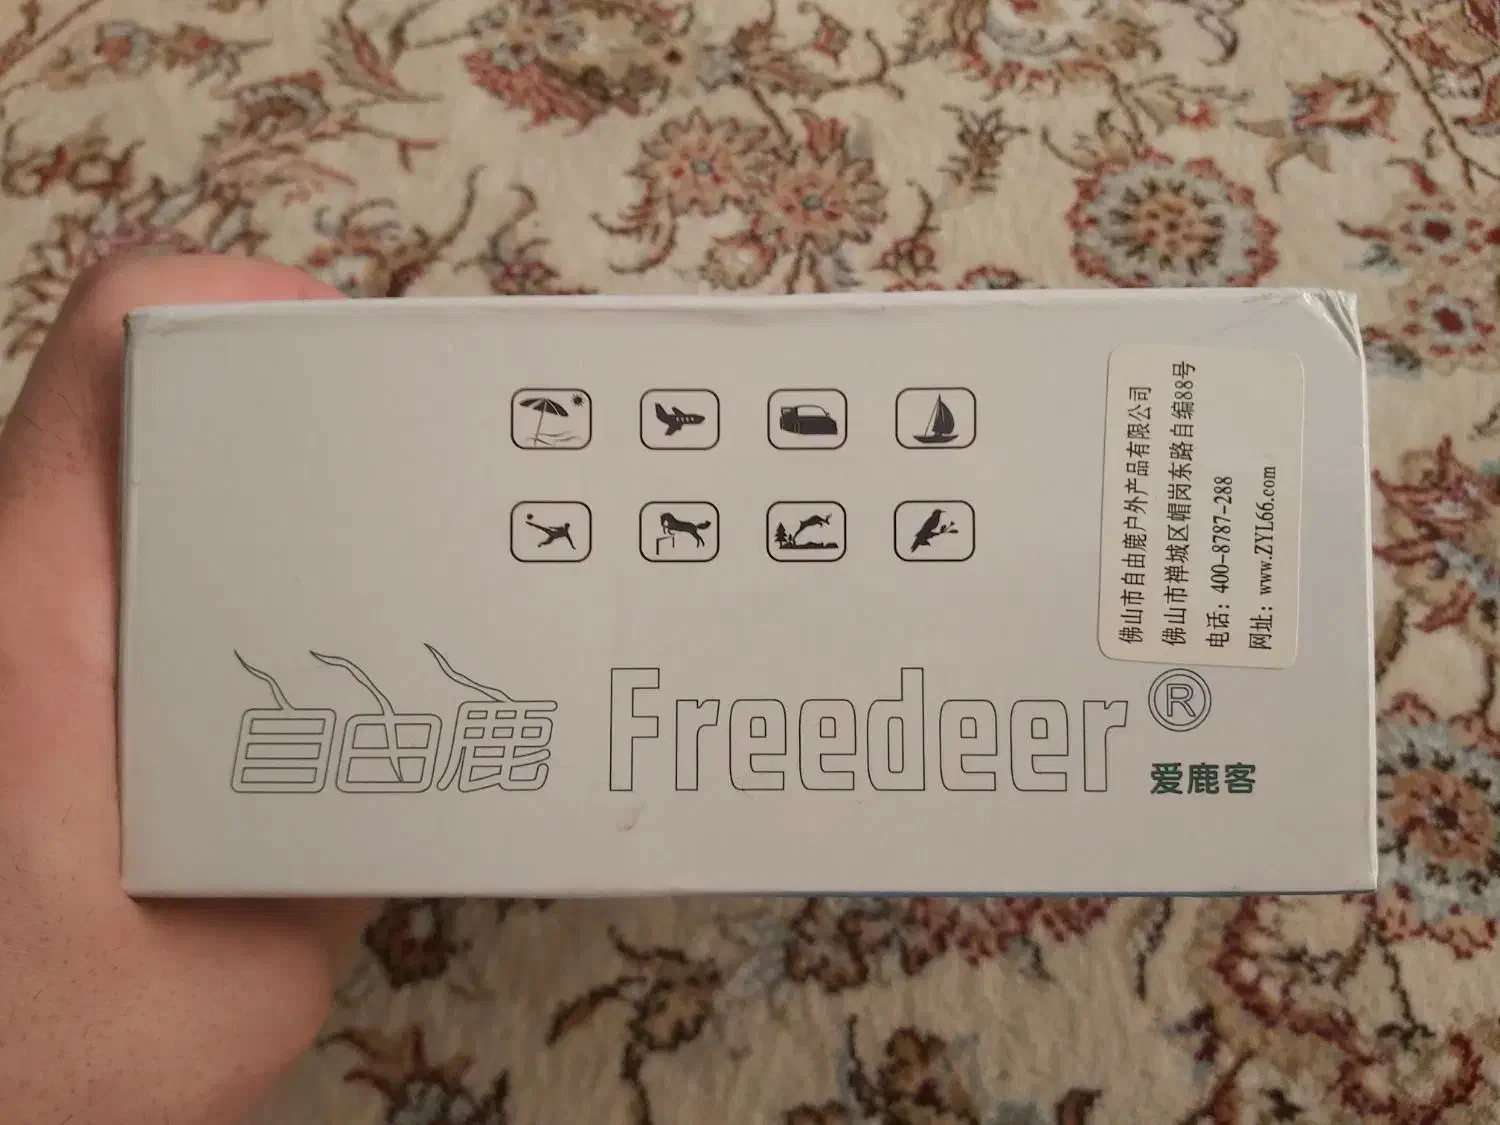 佛山市自由鹿户外产品有限公司
佛山市禅城区帽岗东路自编88号
电话：400-8787-288
网址：www.ZYL66.com
自由鹿 Freedeer®
爱鹿客